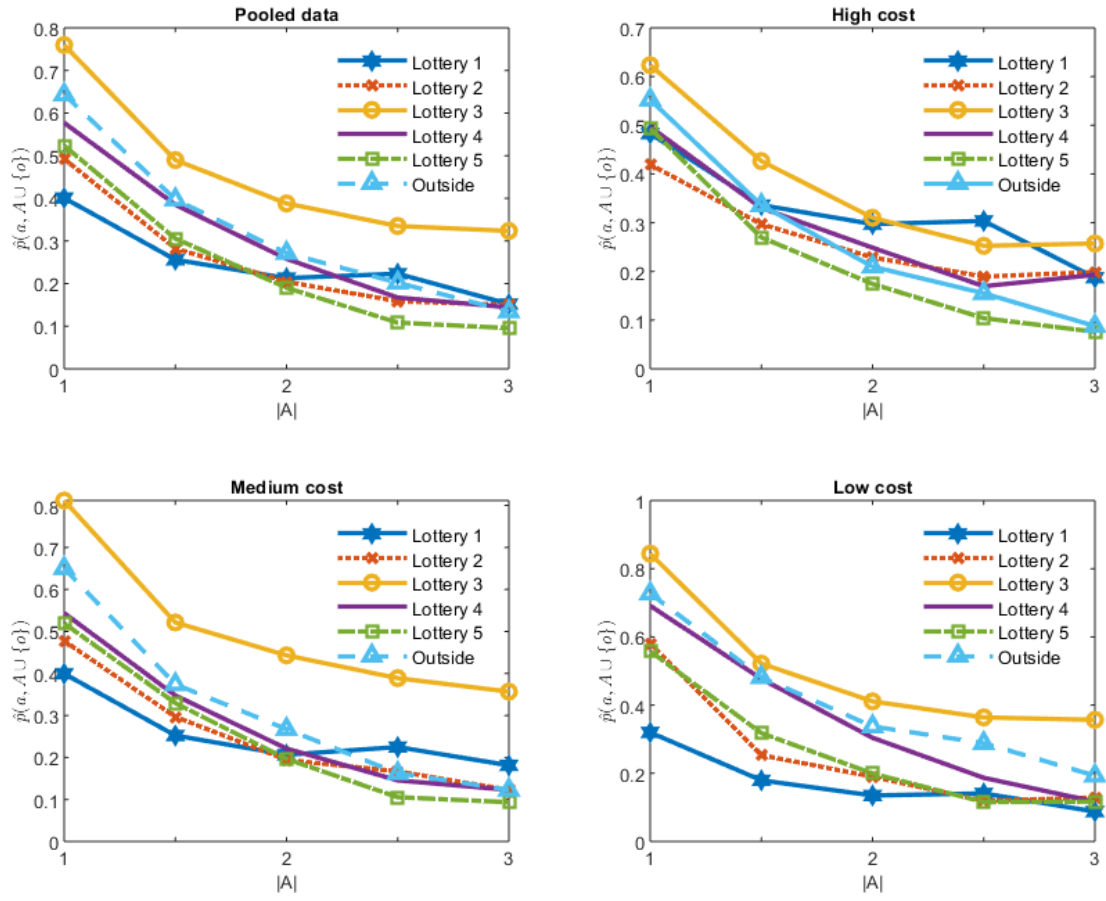 Pooled data
0.8
0.7
0.6
0.5
0.4
0.3
0.2
0.1
0
p̂(a, A ∪ {o})
1
2
3
|A|
Lottery 1
Lottery 2
Lottery 3
Lottery 4
Lottery 5
Outside
High cost
0.7
0.6
0.5
0.4
0.3
0.2
0.1
0
p̂(a, A ∪ {o})
1
2
3
|A|
Lottery 1
Lottery 2
Lottery 3
Lottery 4
Lottery 5
Outside
Medium cost
0.8
0.7
0.6
0.5
0.4
0.3
0.2
0.1
0
p̂(a, A ∪ {o})
1
2
3
|A|
Lottery 1
Lottery 2
Lottery 3
Lottery 4
Lottery 5
Outside
Low cost
1
0.8
0.6
0.4
0.2
0
p̂(a, A ∪ {o})
1
2
3
|A|
Lottery 1
Lottery 2
Lottery 3
Lottery 4
Lottery 5
Outside